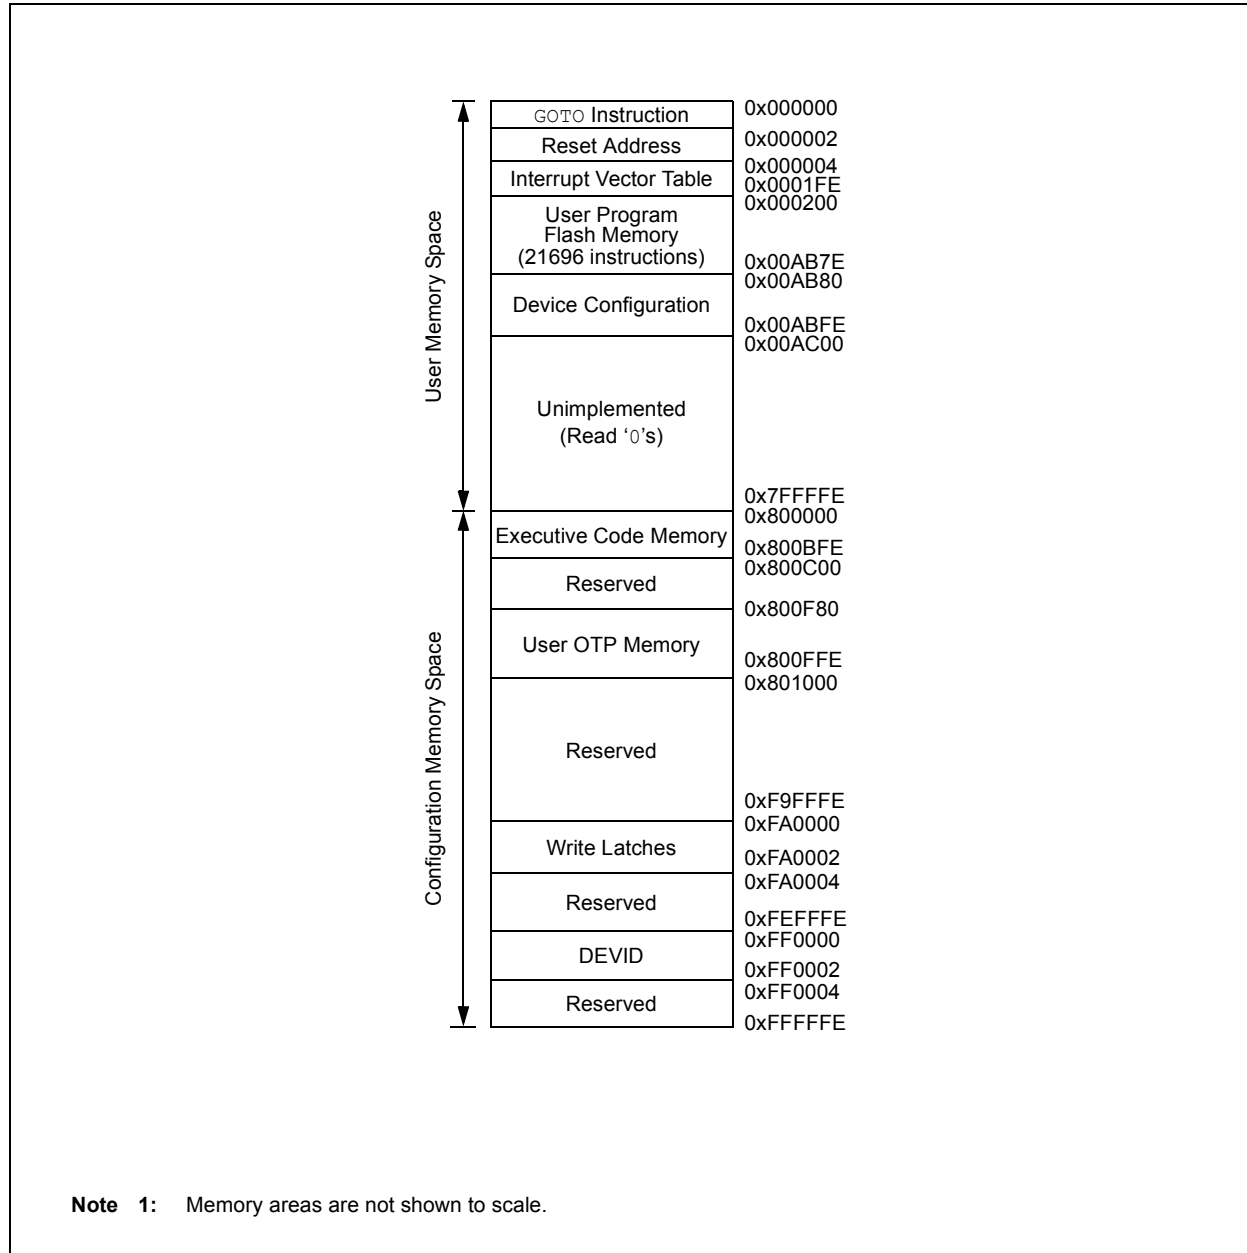 GOTO Instruction
0x000000
Reset Address
0x000002
Interrupt Vector Table
0x000004
0x0001FE
User Program
Flash Memory
(21696 instructions)
0x000200
0x00AB7E
Device Configuration
0x00AB80
0x00ABFE
Unimplemented
(Read ‘0’s)
0x00AC00
0x7FFFFE
User Memory Space
Executive Code Memory
0x800000
0x800BFE
Reserved
0x800C00
User OTP Memory
0x800F80
0x800FFE
Reserved
0x801000
0xF9FFFE
Write Latches
0xFA0000
0xFA0002
Reserved
0xFA0004
0xFEFFFE
DEVID
0xFF0000
0xFF0002
Reserved
0xFF0004
0xFFFFFE
Configuration Memory Space
Note 1: Memory areas are not shown to scale.